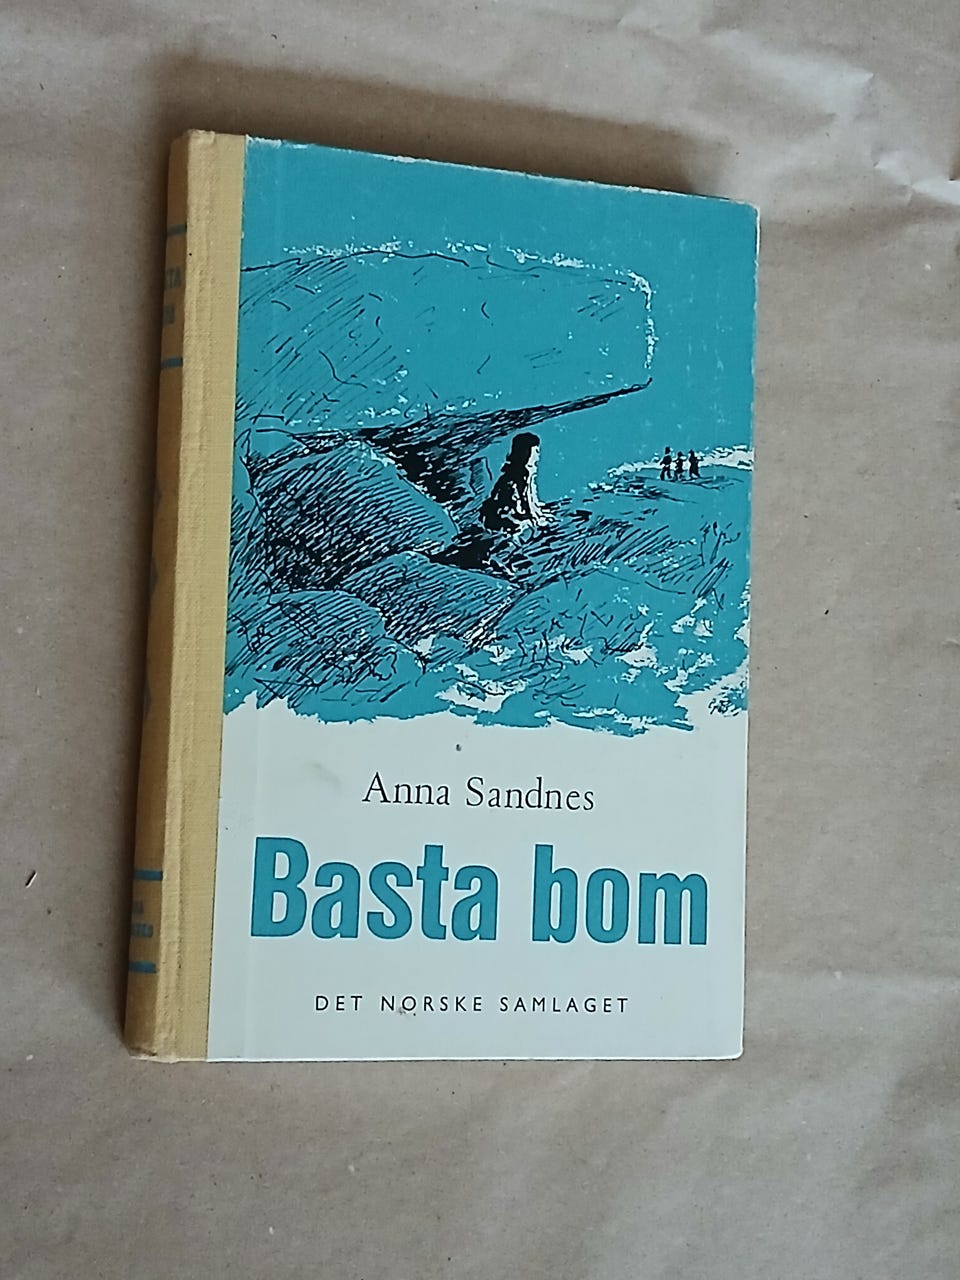 Anna Sandnes
Basta bom
DET NORSKE SAMLAGET